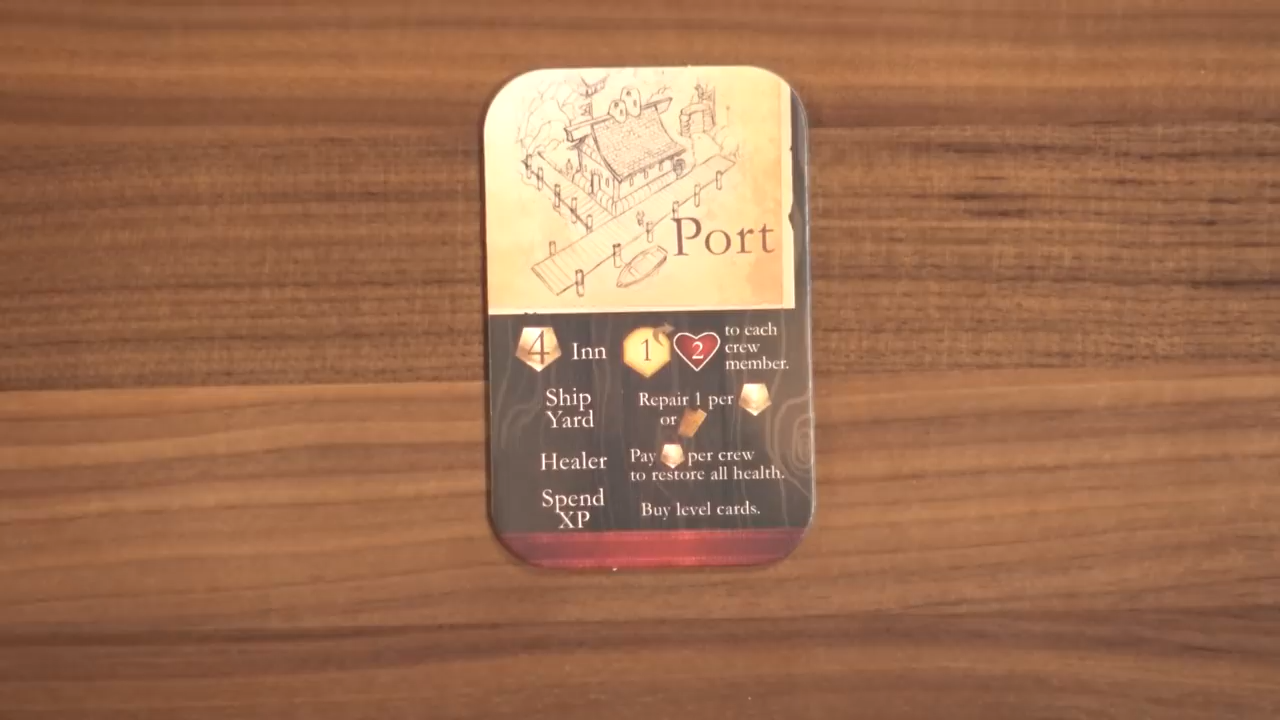 Port
4 Inn 1 2 to each
crew
member.
Ship
Yard
Repair 1 per
or
Healer
Pay per crew
to restore all health.
Spend
XP
Buy level cards.